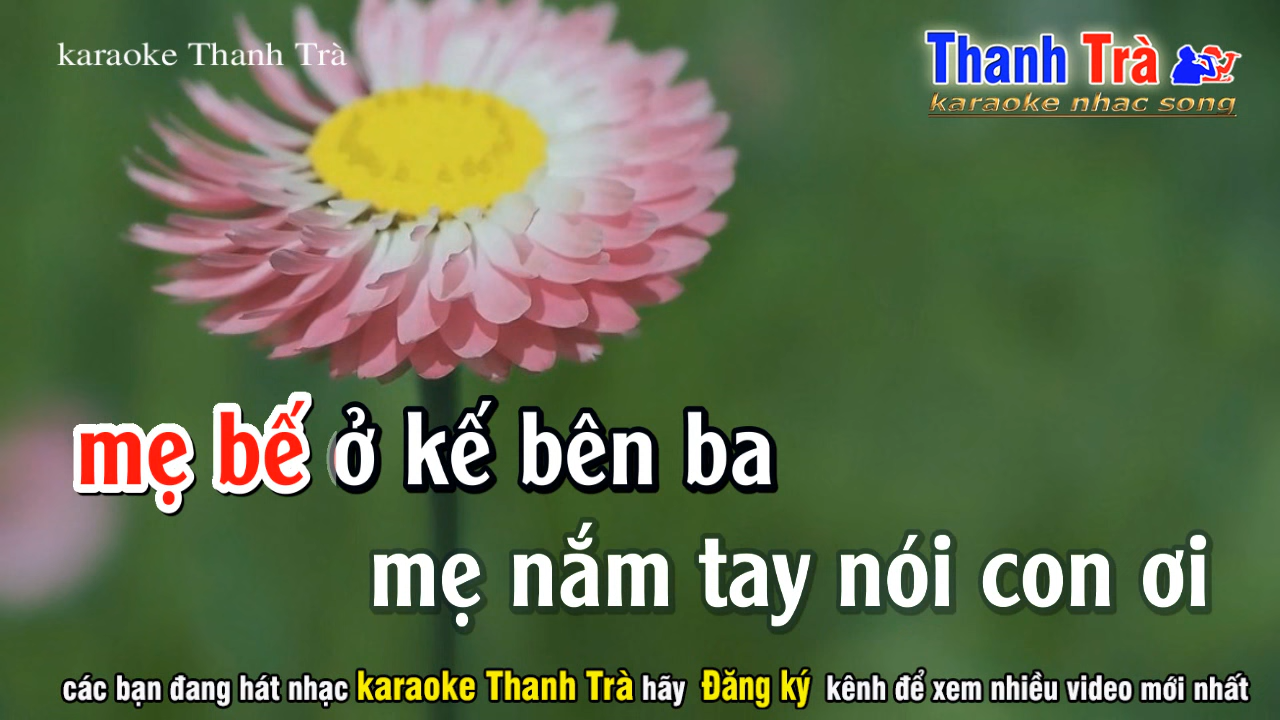 karaoke Thanh Trà
Thanh Trà
karaoke nhac song
mẹ bế ở kế bên ba
mẹ nắm tay nói con ơi
các bạn đang hát nhạc karaoke Thanh Trà hãy Đăng ký kênh để xem nhiều video mới nhất